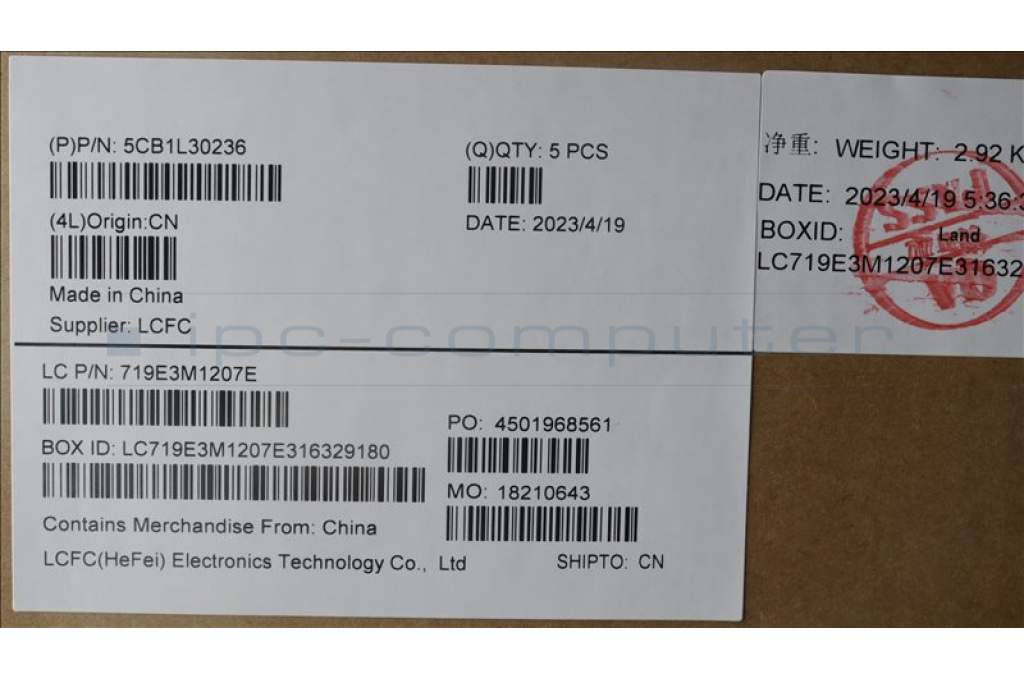 (P)P/N: 5CB1L30236
(Q)QTY: 5 PCS
(4L)Origin:CN
DATE: 2023/4/19
Made in China
Supplier: LCFC
LC P/N: 719E3M1207E
PO: 4501968561
BOX ID: LC719E3M1207E316329180
MO: 18210643
Contains Merchandise From: China
LCFC(HeFei) Electronics Technology Co., Ltd
SHIPTO: CN
净重: WEIGHT: 2.92 K
DATE: 2023/4/19 5:36:3
BOXID:
Land
LC719E3M1207E31632
ipc-computer